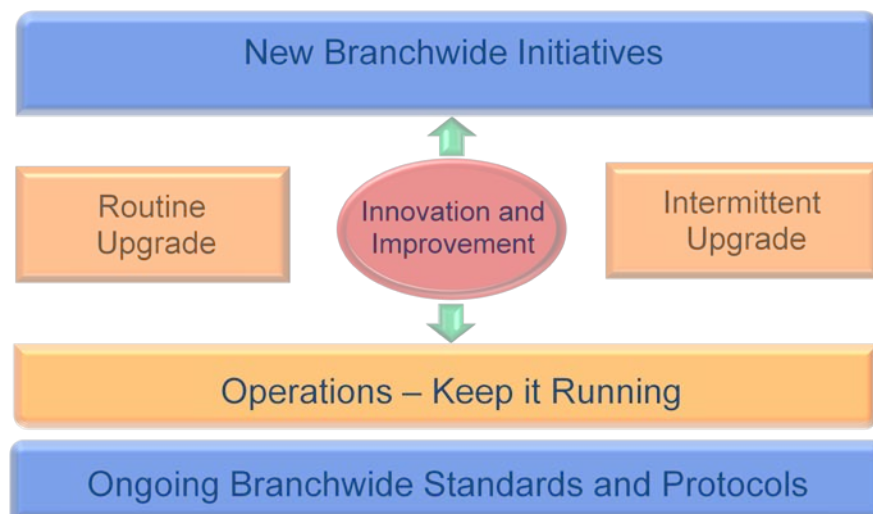 New Branchwide Initiatives
Routine
Upgrade
Innovation and
Improvement
Intermittent
Upgrade
Operations – Keep it Running
Ongoing Branchwide Standards and Protocols